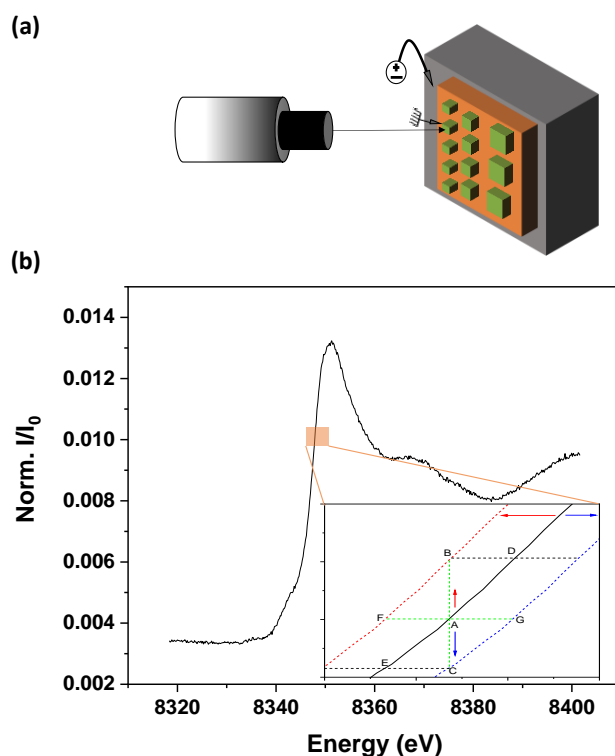 (a)
+
−
(b)
Norm. I/I0
0.014
0.012
0.010
0.008
0.006
0.004
0.002
B
D
F
A
G
E
C
8320
8340
8360
8380
8400
Energy (eV)